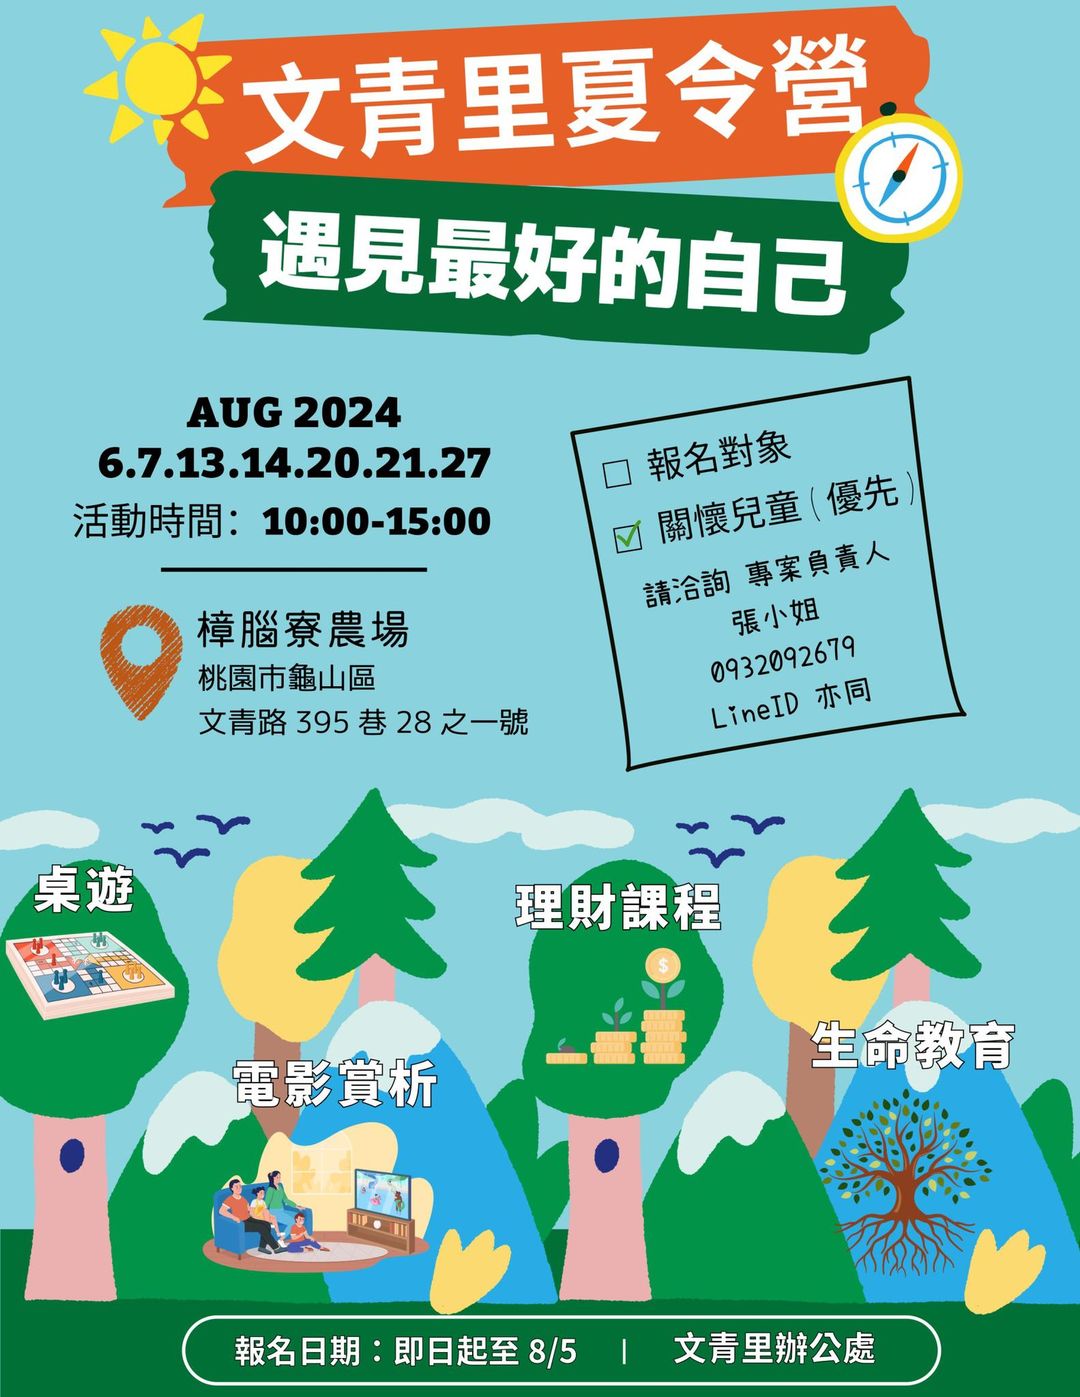 文青里夏令營
遇見最好的自己
AUG 2024
6.7.13.14.20.21.27
活動時間：10:00-15:00
樟腦寮農場
桃園市龜山區
文青路 395 巷 28 之一號
報名對象
關懷兒童（優先）
請洽詢 專案負責人
張小姐
0932092679
LineID 亦同
桌遊
理財課程
$
電影賞析
生命教育
報名日期：即日起至 8/5 | 文青里辦公處